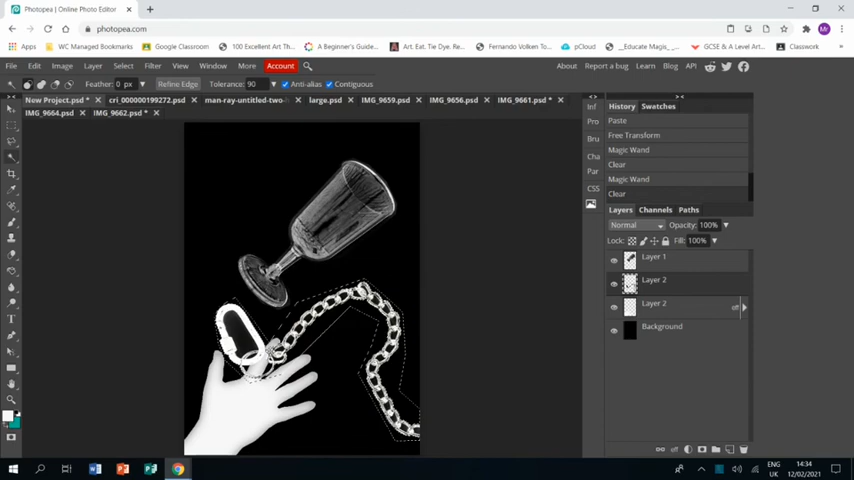 Photopea | Online Photo Editor
photopea.com
Apps
WC Managed Bookmarks
Google Classroom
100 Excellent Art Th...
A Beginner's Guide...
Art. Eat. Tie Dye. Re...
Fernando Volken To...
pCloud
__Educate Magis_...
GCSE & A Level Art...
Classwork
File Edit Image Layer Select Filter View Window More Account
About Report a bug Learn Blog API
Feather: 0 px Refine Edge Tolerance: 90 Anti-alias Contiguous
New Project.psd * cri_000000199272.psd man-ray-untitled-two- large.psd IMG_9659.psd IMG_9656.psd IMG_9661.psd *
IMG_9664.psd IMG_9662.psd *
Inf
Pro
Bru
Cha
Par
CSS
History Swatches
Paste
Free Transform
Magic Wand
Clear
Magic Wand
Clear
Layers Channels Paths
Normal Opacity: 100%
Lock: Fill: 100%
Layer 1
Layer 2
Layer 2 eff
Background
eff
ENG
UK
14:34
12/02/2021